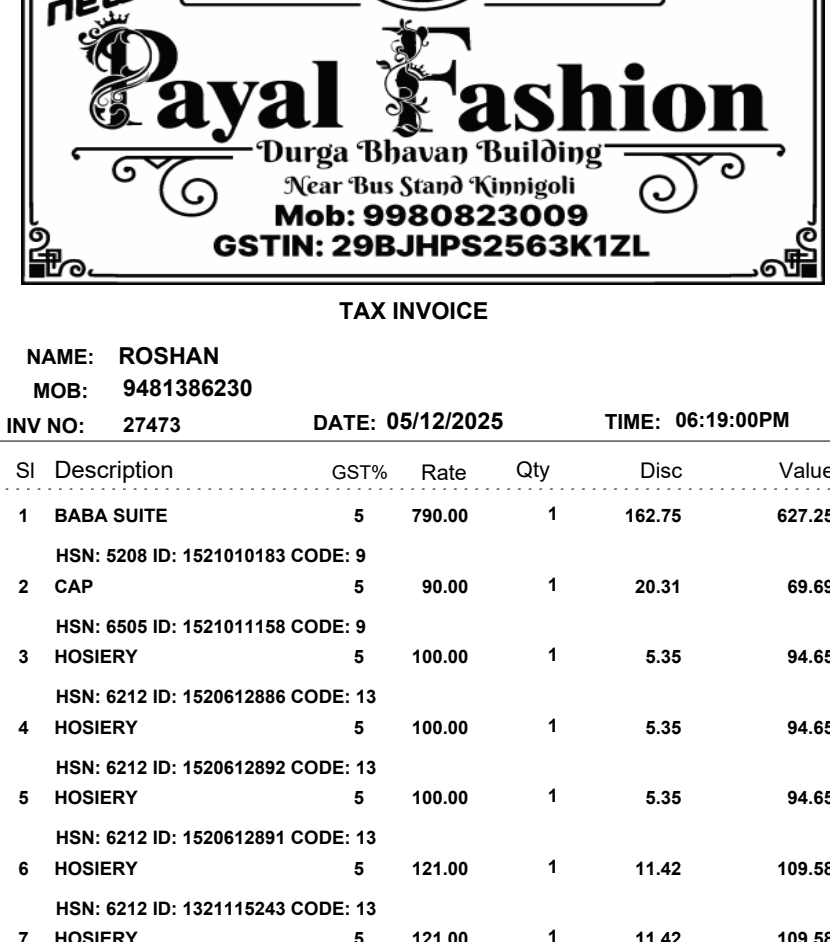 new
Payal Fashion
Durga Bhavan Building
Near Bus Stand Kinnigoli
Mob: 9980823009
GSTIN: 29BJHPS2563K1ZL
TAX INVOICE
NAME: ROSHAN
MOB: 9481386230
INV NO: 27473 DATE: 05/12/2025 TIME: 06:19:00PM
Sl Description GST% Rate Qty Disc Value
1 BABA SUITE 5 790.00 1 162.75 627.25
HSN: 5208 ID: 1521010183 CODE: 9
2 CAP 5 90.00 1 20.31 69.69
HSN: 6505 ID: 1521011158 CODE: 9
3 HOSIERY 5 100.00 1 5.35 94.65
HSN: 6212 ID: 1520612886 CODE: 13
4 HOSIERY 5 100.00 1 5.35 94.65
HSN: 6212 ID: 1520612892 CODE: 13
5 HOSIERY 5 100.00 1 5.35 94.65
HSN: 6212 ID: 1520612891 CODE: 13
6 HOSIERY 5 121.00 1 11.42 109.58
HSN: 6212 ID: 1321115243 CODE: 13
7 HOSIERY 5 121.00 1 11.42 109.58